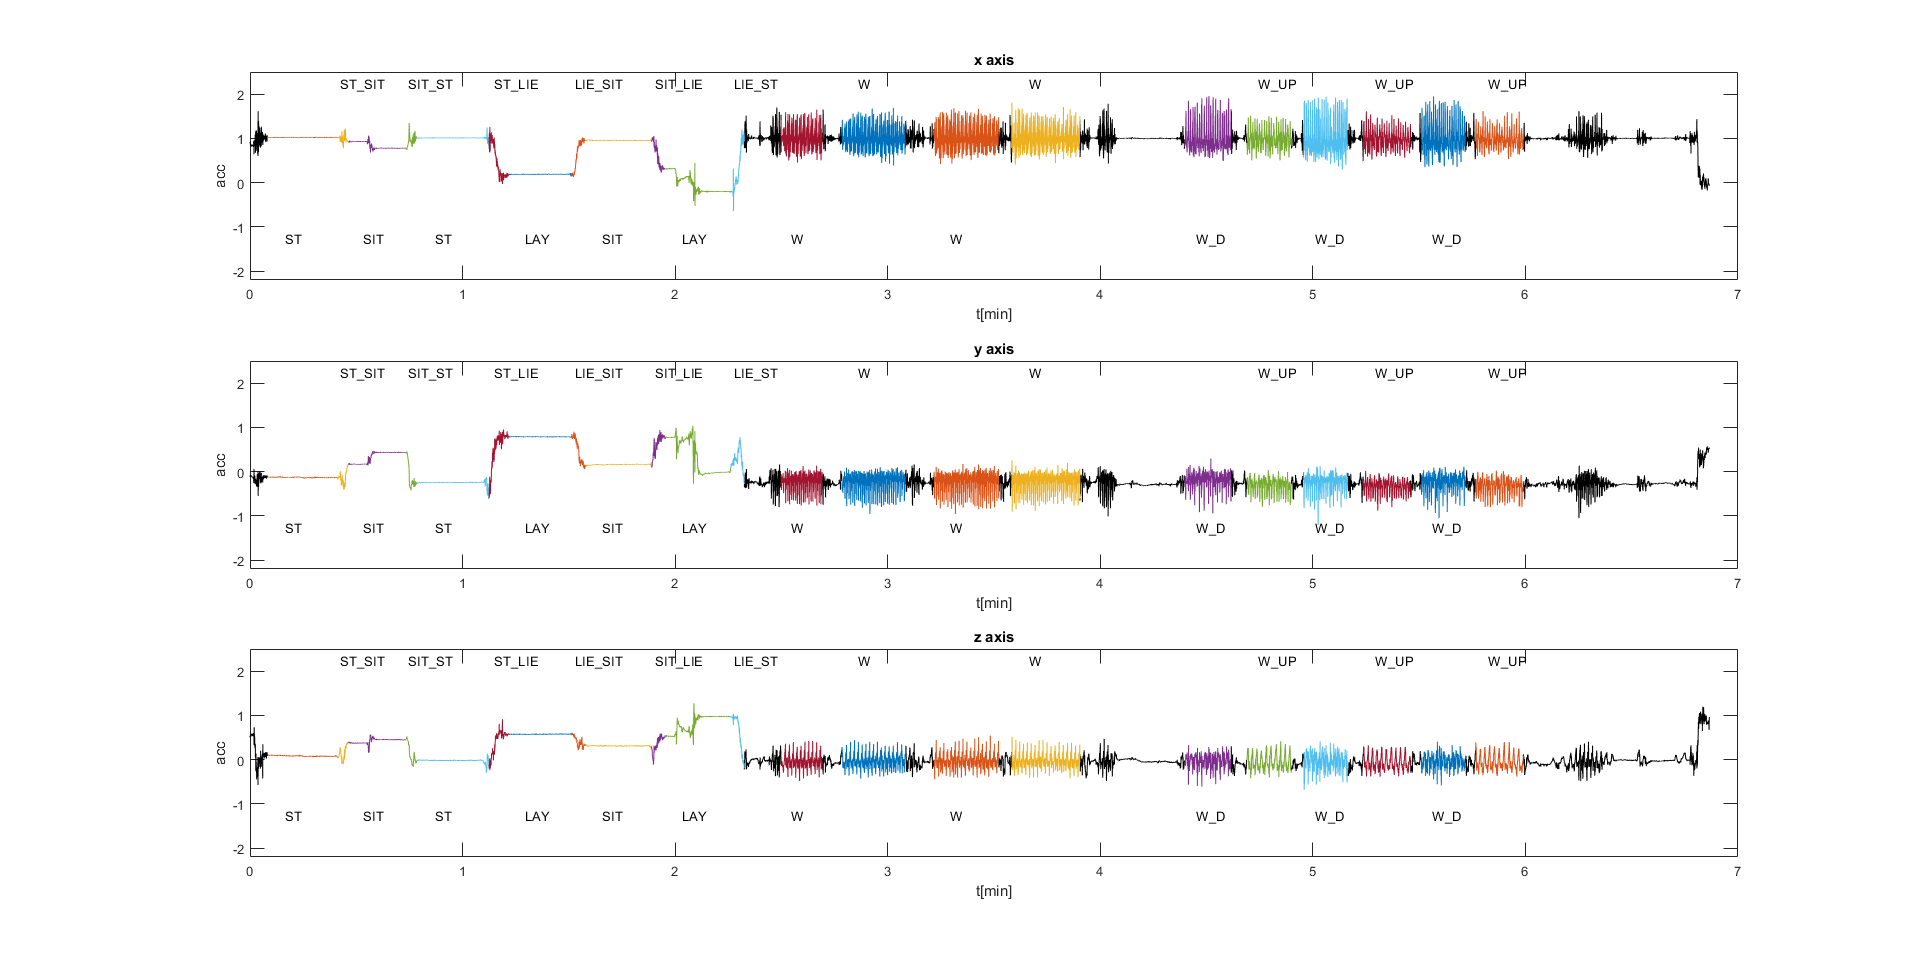 x axis
ST_SIT SIT_ST ST_LIE LIE_SIT SIT_LIE LIE_ST W W W_UP W_UP W_UP
2
1
0
-1
-2
acc
ST SIT ST LAY SIT LAY W W W_D W_D W_D
0 1 2 3 4 5 6 7
t[min]
y axis
ST_SIT SIT_ST ST_LIE LIE_SIT SIT_LIE LIE_ST W W W_UP W_UP W_UP
2
1
0
-1
-2
acc
ST SIT ST LAY SIT LAY W W W_D W_D W_D
0 1 2 3 4 5 6 7
t[min]
z axis
ST_SIT SIT_ST ST_LIE LIE_SIT SIT_LIE LIE_ST W W W_UP W_UP W_UP
2
1
0
-1
-2
acc
ST SIT ST LAY SIT LAY W W W_D W_D W_D
0 1 2 3 4 5 6 7
t[min]